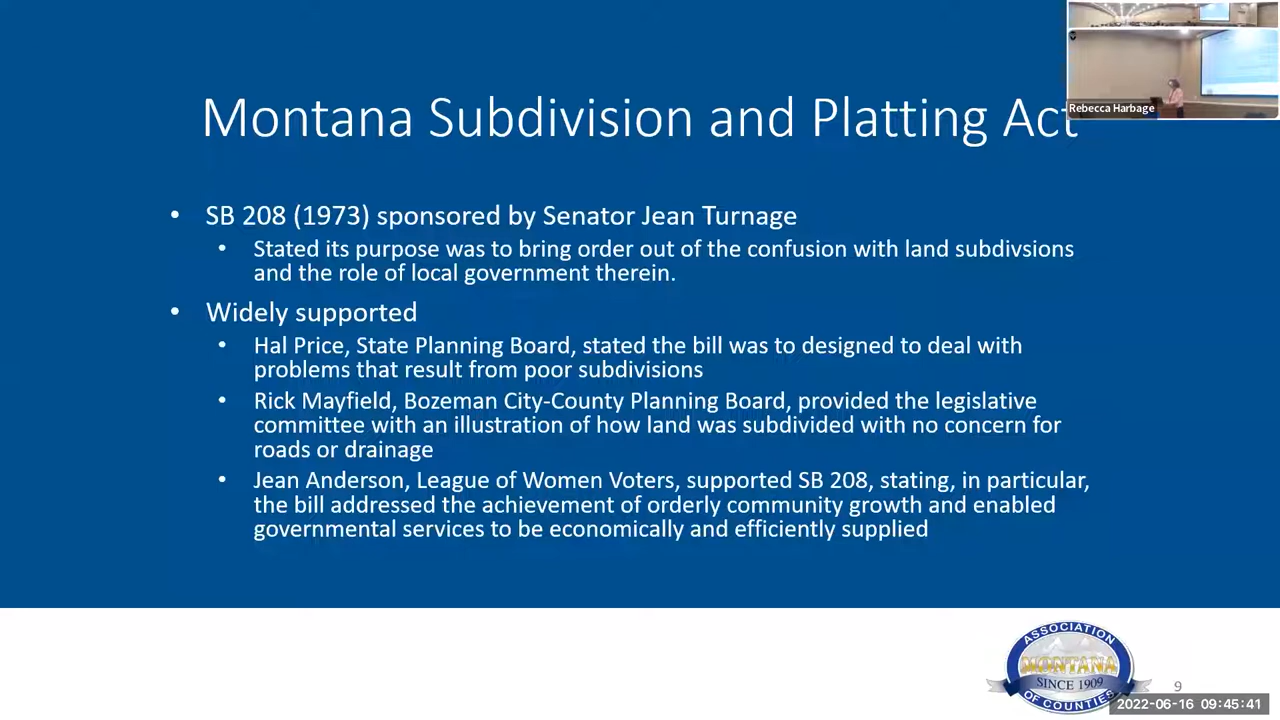 Rebecca Harbage
Montana Subdivision and Platting Act
• SB 208 (1973) sponsored by Senator Jean Turnage
• Stated its purpose was to bring order out of the confusion with land subdivsions
and the role of local government therein.
• Widely supported
• Hal Price, State Planning Board, stated the bill was to designed to deal with
problems that result from poor subdivisions
• Rick Mayfield, Bozeman City-County Planning Board, provided the legislative
committee with an illustration of how land was subdivided with no concern for
roads or drainage
• Jean Anderson, League of Women Voters, supported SB 208, stating, in particular,
the bill addressed the achievement of orderly community growth and enabled
governmental services to be economically and efficiently supplied
ASSOCIATION
MONTANA
SINCE 1909
OF COUNTIES
9
2022-06-16 09:45:41